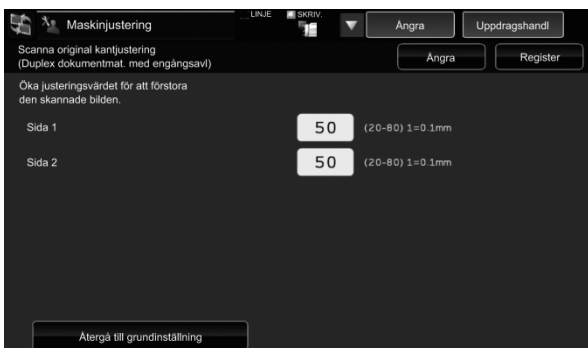 Maskinjustering
LINJE
SKRIV.
Ångra
Uppdragshandl
Scanna original kantjustering
(Duplex dokumentmat. med engångsavl)
Ångra
Register
Öka justeringsvärdet för att förstora
den skannade bilden.
Sida 1
50
(20-80) 1=0.1mm
Sida 2
50
(20-80) 1=0.1mm
Återgå till grundinställning